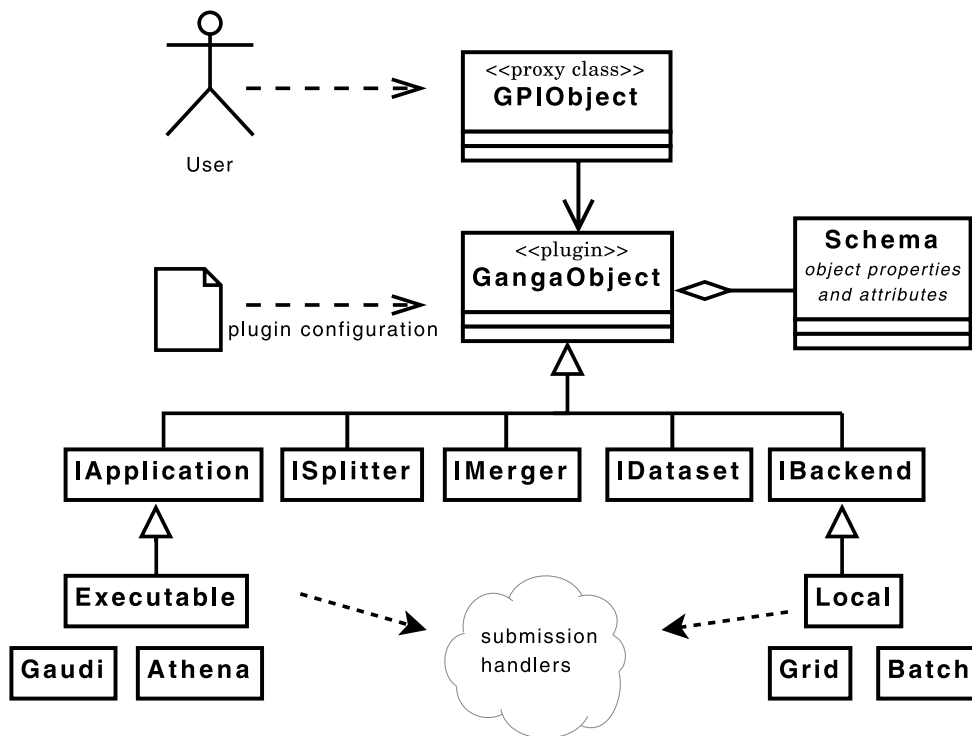 <<proxy class>>
GPIObject
User
<<plugin>>
GangaObject
Schema
object properties
and attributes
plugin configuration
IApplication
ISplitter
IMerger
IDataset
IBackend
Executable
Local
submission
handlers
Gaudi
Athena
Grid
Batch